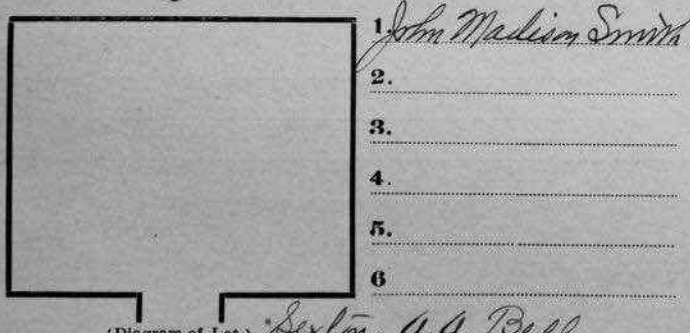 1. John Madison Smith
2.
3.
4.
5.
6
(Diagram of Lot.) Sexton. A. A. Bell